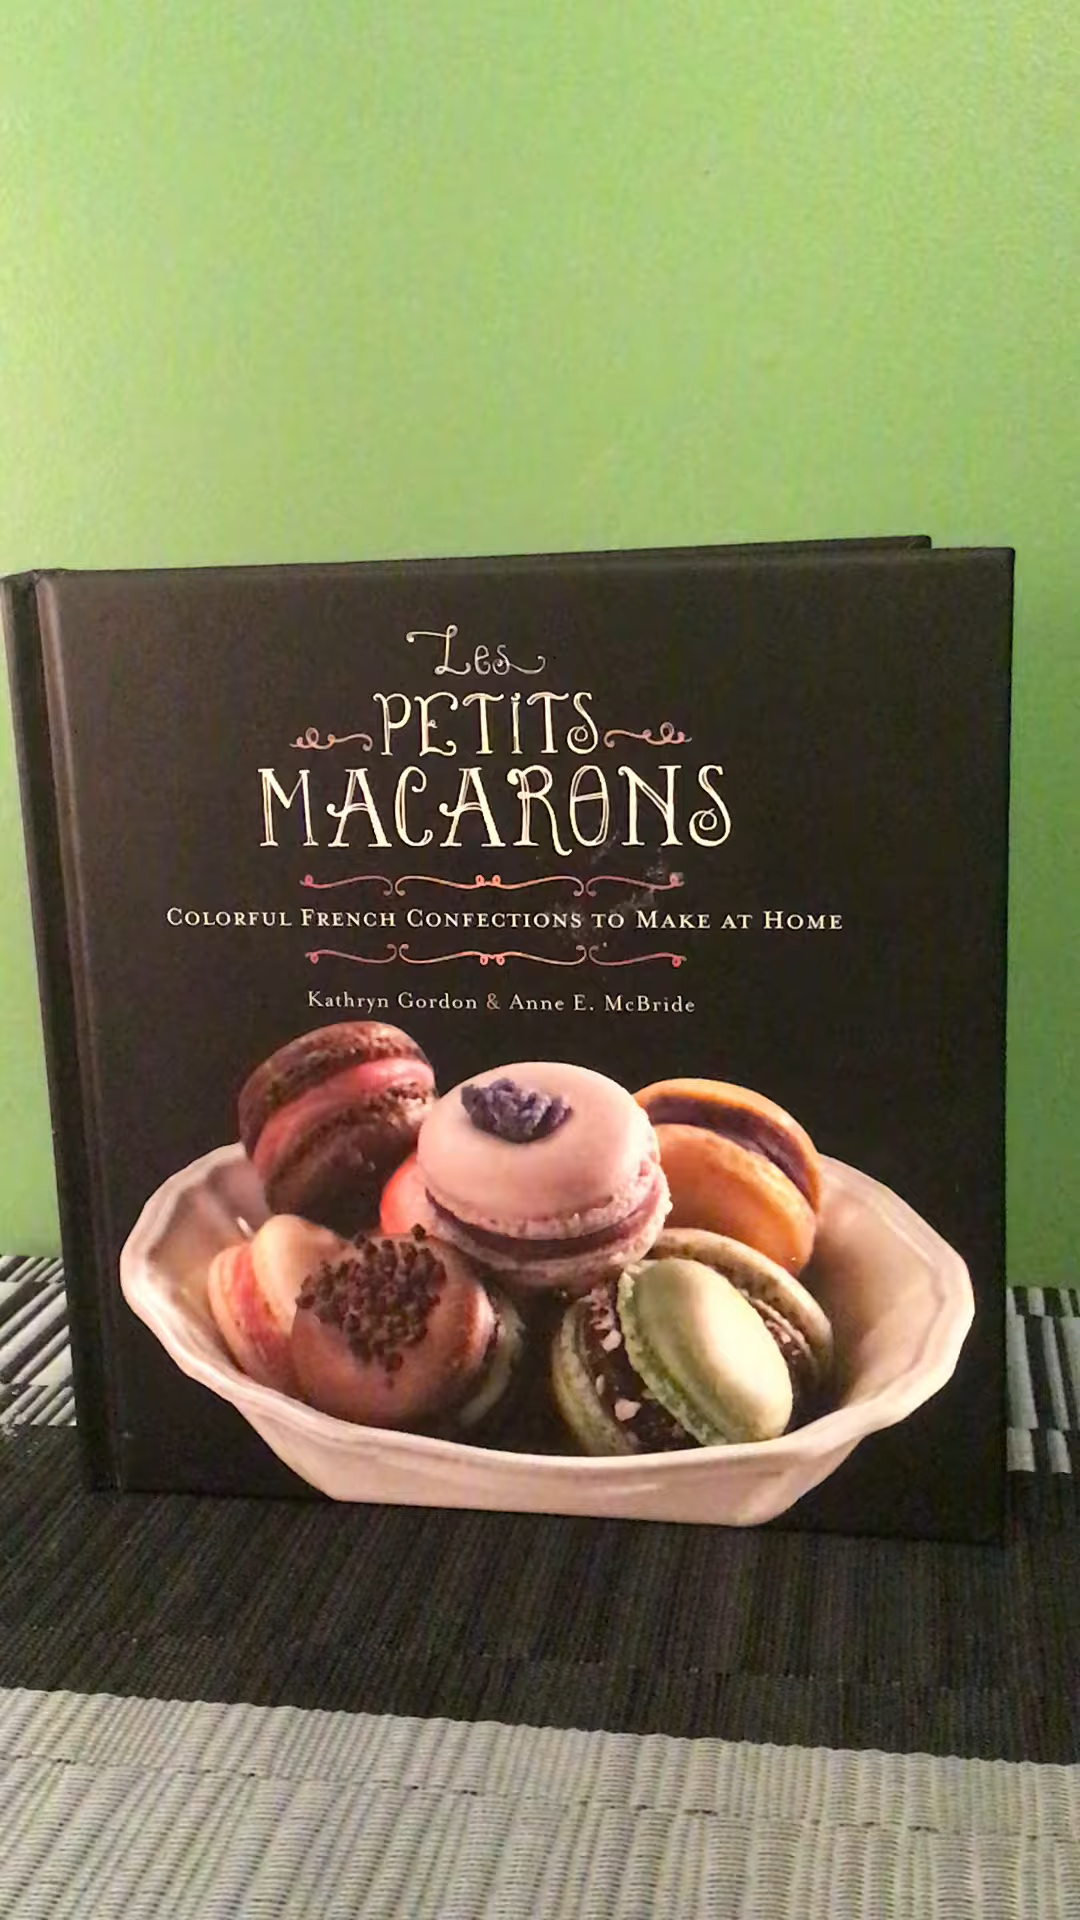 Les
PETITS
MACARONS
COLORFUL FRENCH CONFECTIONS TO MAKE AT HOME
Kathryn Gordon & Anne E. McBride